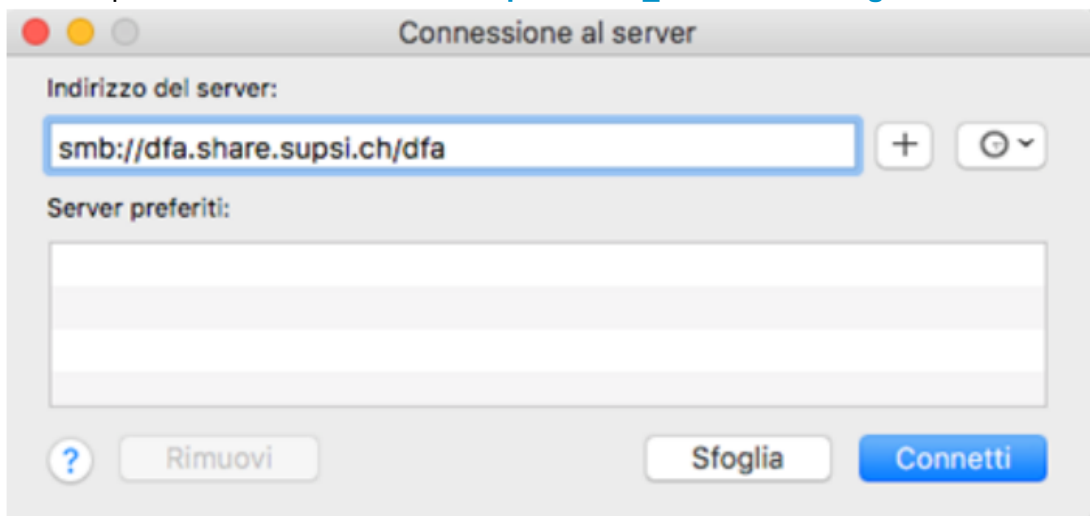 Connessione al server
Indirizzo del server:
smb://dfa.share.supsi.ch/dfa
+
Server preferiti:
? Rimuovi Sfoglia Connetti